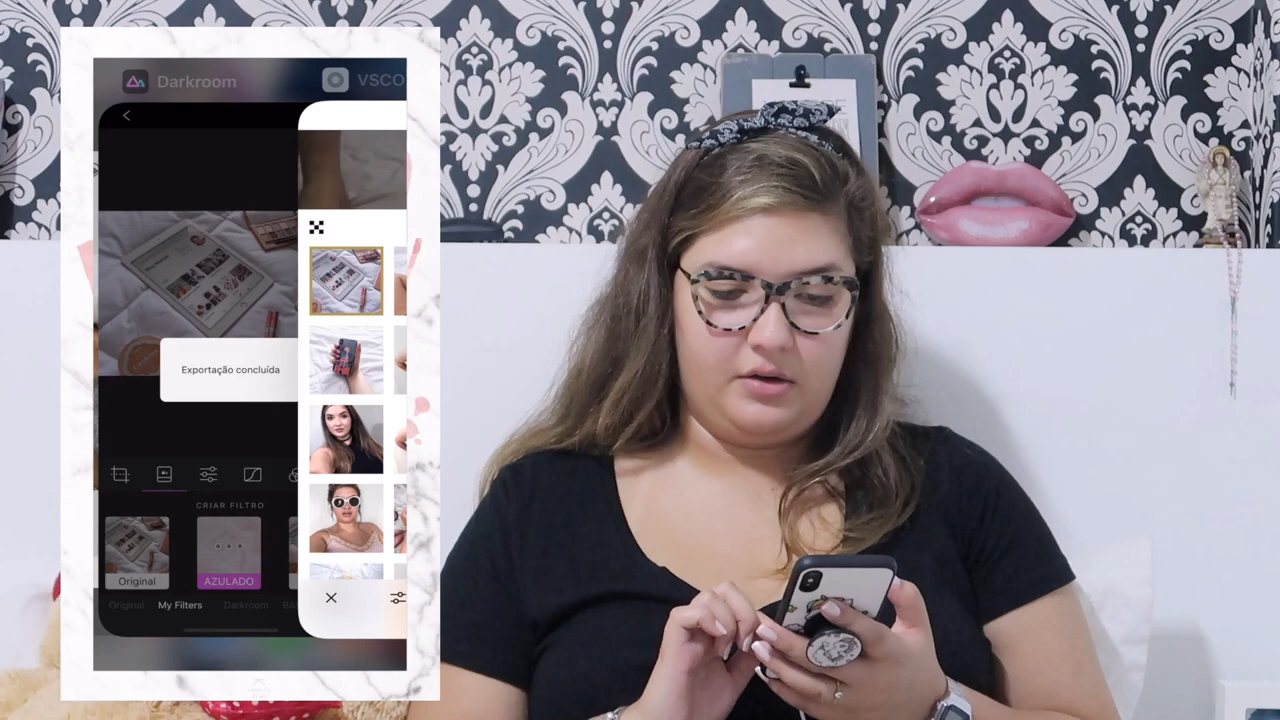 Darkroom
VSCO
Exportação concluída
CRIAR FILTRO
Original
AZULADO
Original
My Filters
Darkroom